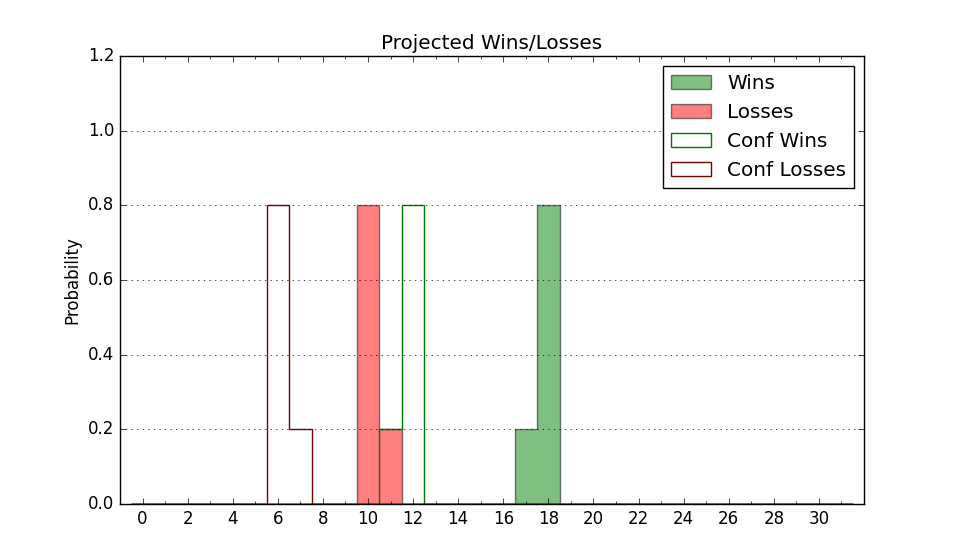 Projected Wins/Losses
1.2
1.0
0.8
0.6
0.4
0.2
0.0
Probability
Wins
Losses
Conf Wins
Conf Losses
0 2 4 6 8 10 12 14 16 18 20 22 24 26 28 30